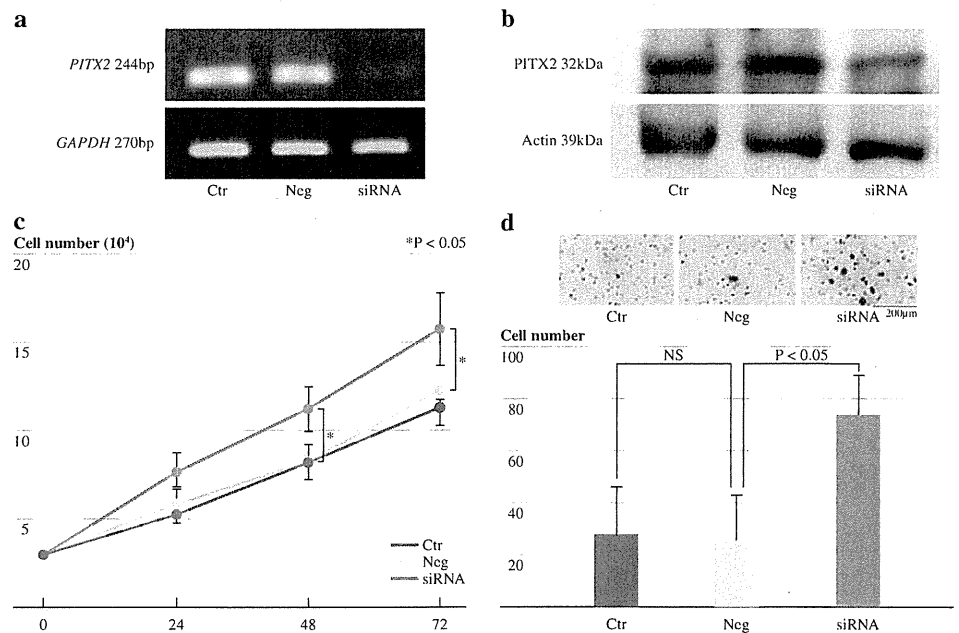 a
PITX2 244bp
GAPDH 270bp
Ctr Neg siRNA
b
PITX2 32kDa
Actin 39kDa
Ctr Neg siRNA
c
Cell number (10⁴)
*P < 0.05
20
15
10
5
*
*
Ctr
Neg
siRNA
0 24 48 72
d
Ctr Neg siRNA
200μm
Cell number
100
80
60
40
20
NS
P < 0.05
Ctr Neg siRNA